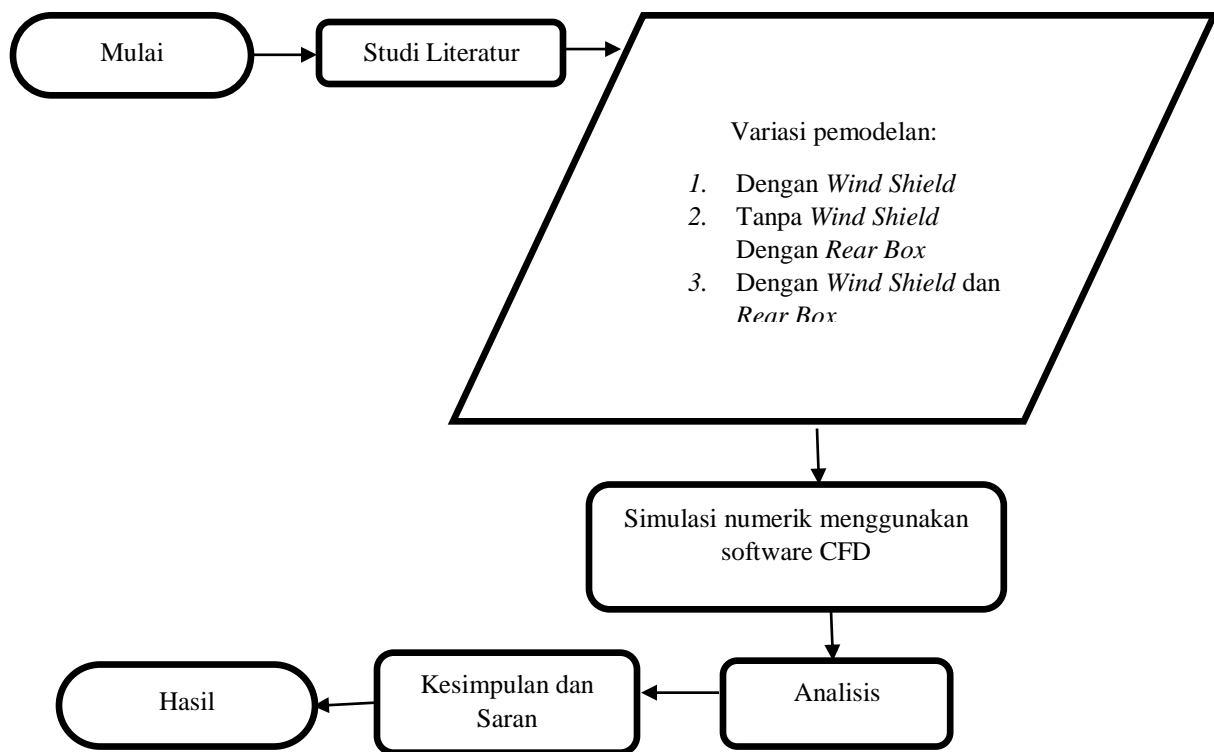 Mulai
Studi Literatur
Variasi pemodelan:
1. Dengan Wind Shield
2. Tanpa Wind Shield
Dengan Rear Box
3. Dengan Wind Shield dan
Rear Box
Simulasi numerik menggunakan
software CFD
Analisis
Kesimpulan dan
Saran
Hasil